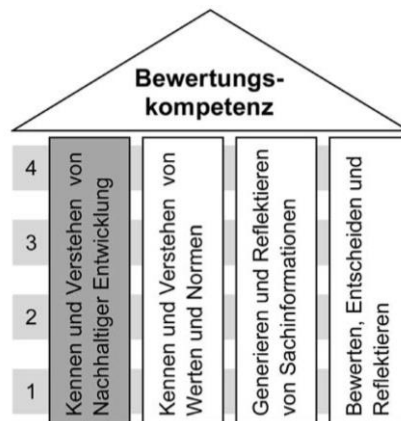 Bewertungs-
kompetenz
4
3
2
1
Kennen und Verstehen von
Nachhaltiger Entwicklung
Kennen und Verstehen von
Werten und Normen
Generieren und Reflektieren
von Sachinformationen
Bewerten, Entscheiden und
Reflektieren